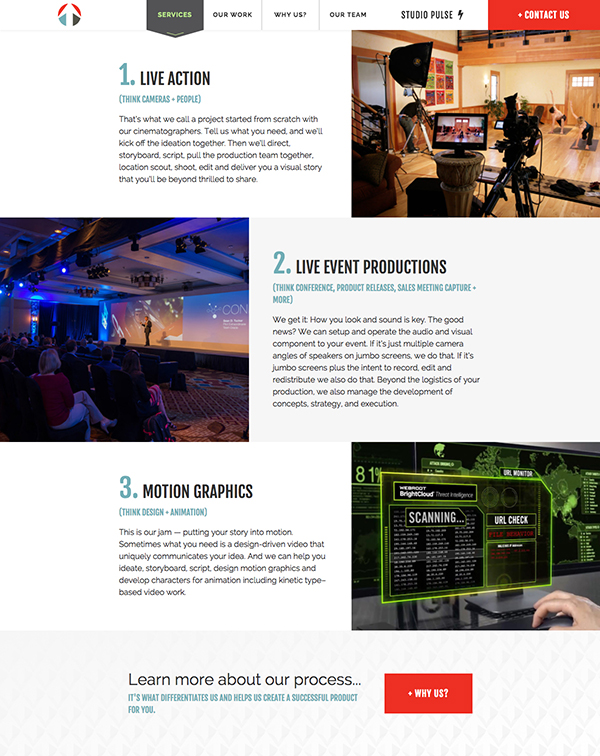 SERVICES
OUR WORK
WHY US?
OUR TEAM
STUDIO PULSE
+ CONTACT US
1. LIVE ACTION
(THINK CAMERAS + PEOPLE)
That's what we call a project started from scratch with
our cinematographers. Tell us what you need, and we'll
kick off the ideation together. Then we'll direct,
storyboard, script, pull the production team together,
location scout, shoot, edit and deliver you a visual story
that you'll be beyond thrilled to share.
CON
2. LIVE EVENT PRODUCTIONS
(THINK CONFERENCE, PRODUCT RELEASES, SALES MEETING CAPTURE +
MORE)
We get it: How you look and sound is key. The good
news? We can setup and operate the audio and visual
component to your event. If it's just multiple camera
angles of speakers on jumbo screens, we do that. If it's
jumbo screens plus the intent to record, edit and
redistribute we also do that. Beyond the logistics of your
production, we also manage the development of
concepts, strategy, and execution.
3. MOTION GRAPHICS
(THINK DESIGN + ANIMATION)
This is our jam — putting your story into motion.
Sometimes what you need is a design-driven video that
uniquely communicates your idea. And we can help you
ideate, storyboard, script, design motion graphics and
develop characters for animation including kinetic type-
based video work.
81%
URL MONITOR
WEBROOT
BrightCloud Threat Intelligence
SCANNING...
URL CHECK
Learn more about our process...
IT'S WHAT DIFFERENTIATES US AND HELPS US CREATE A SUCCESSFUL PRODUCT
FOR YOU.
+ WHY US?